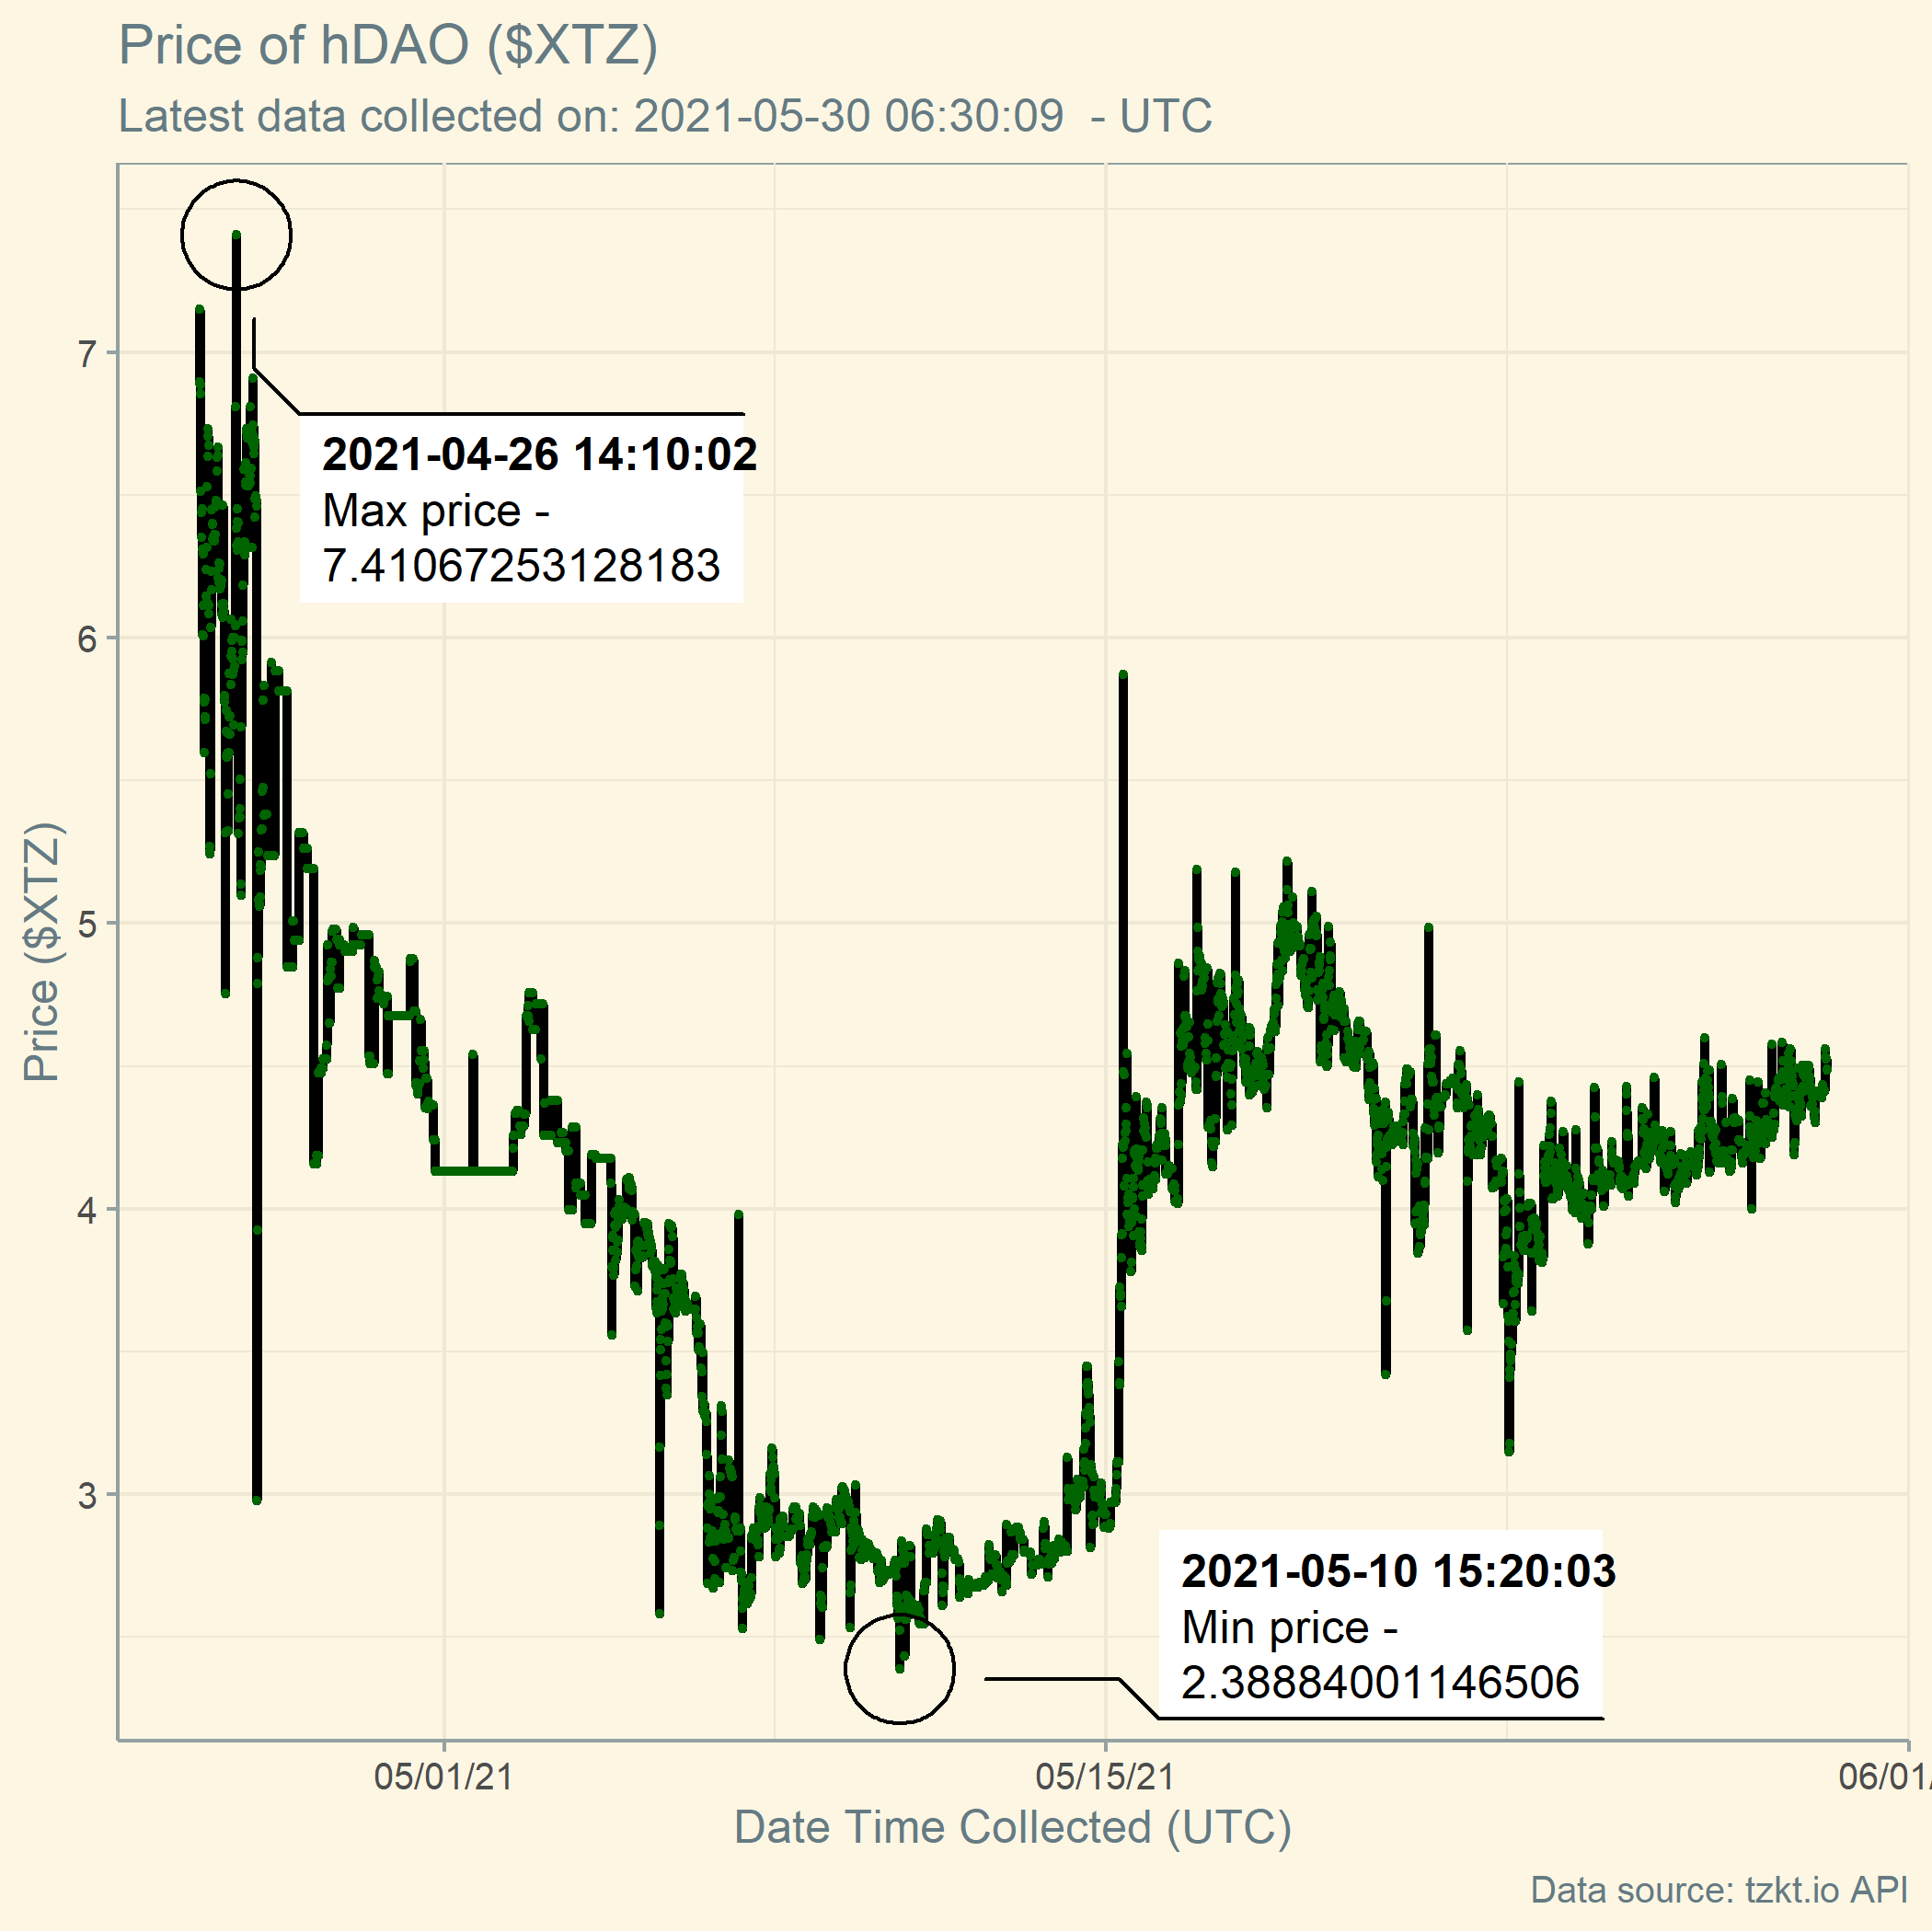 Price of hDAO ($XTZ)
Latest data collected on: 2021-05-30 06:30:09  - UTC
7
2021-04-26 14:10:02
Max price -
7.41067253128183
6
5
Price ($XTZ)
4
3
2021-05-10 15:20:03
Min price -
2.38884001146506
05/01/21
05/15/21
06/01/
Date Time Collected (UTC)
Data source: tzkt.io API